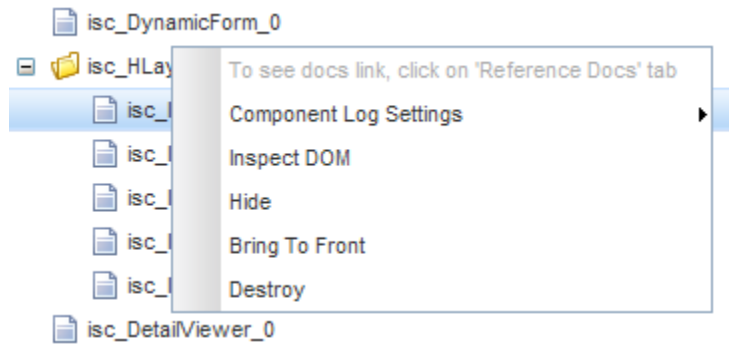 isc_DynamicForm_0
isc_HLay
To see docs link, click on 'Reference Docs' tab
isc_
Component Log Settings
isc_
Inspect DOM
isc_
Hide
isc_
Bring To Front
isc_
Destroy
isc_DetailViewer_0